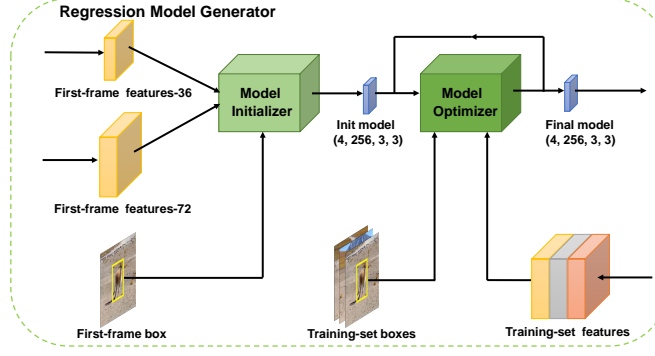 Regression Model Generator
First-frame features-36
Model
Initializer
Init model
(4, 256, 3, 3)
Model
Optimizer
Final model
(4, 256, 3, 3)
First-frame features-72
First-frame box
Training-set boxes
Training-set features